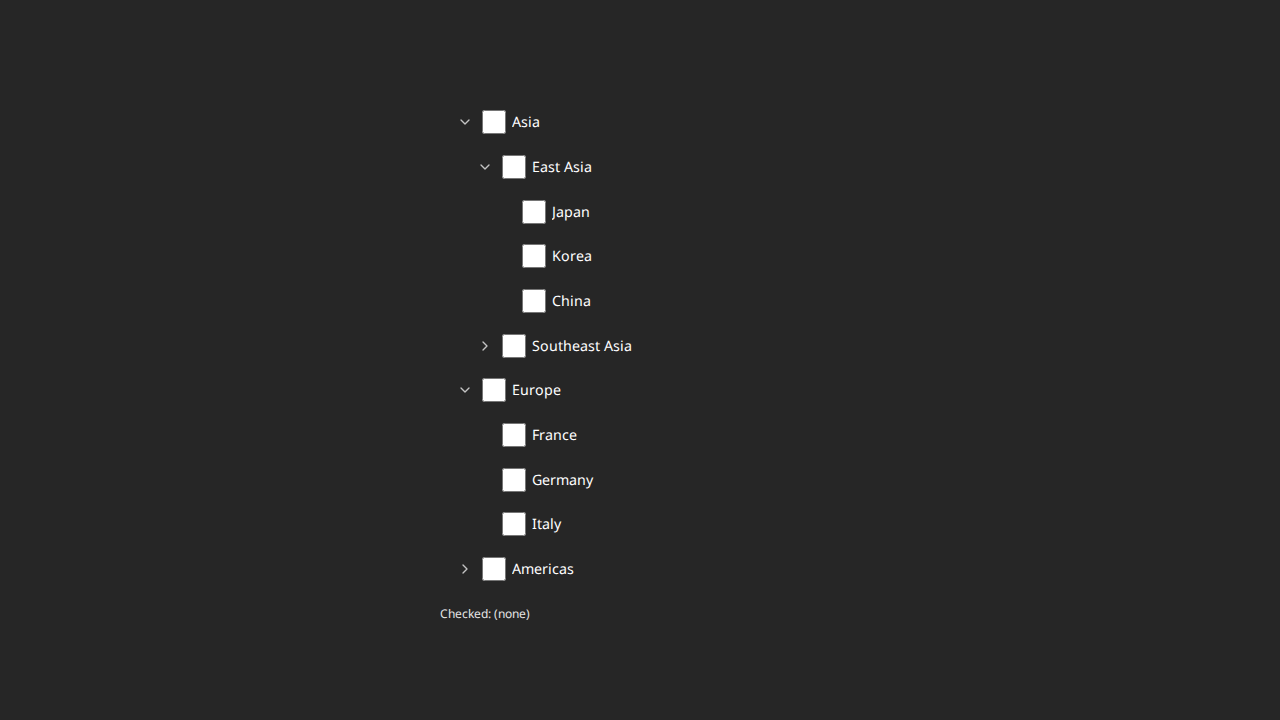 Asia
East Asia
Japan
Korea
China
Southeast Asia
Europe
France
Germany
Italy
Americas
Checked: (none)